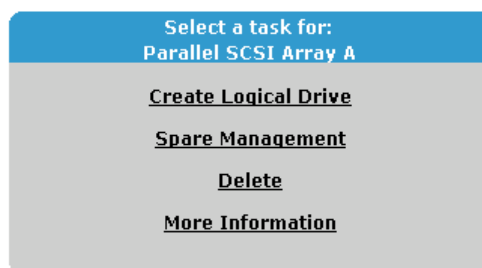 Select a task for:
Parallel SCSI Array A
Create Logical Drive
Spare Management
Delete
More Information